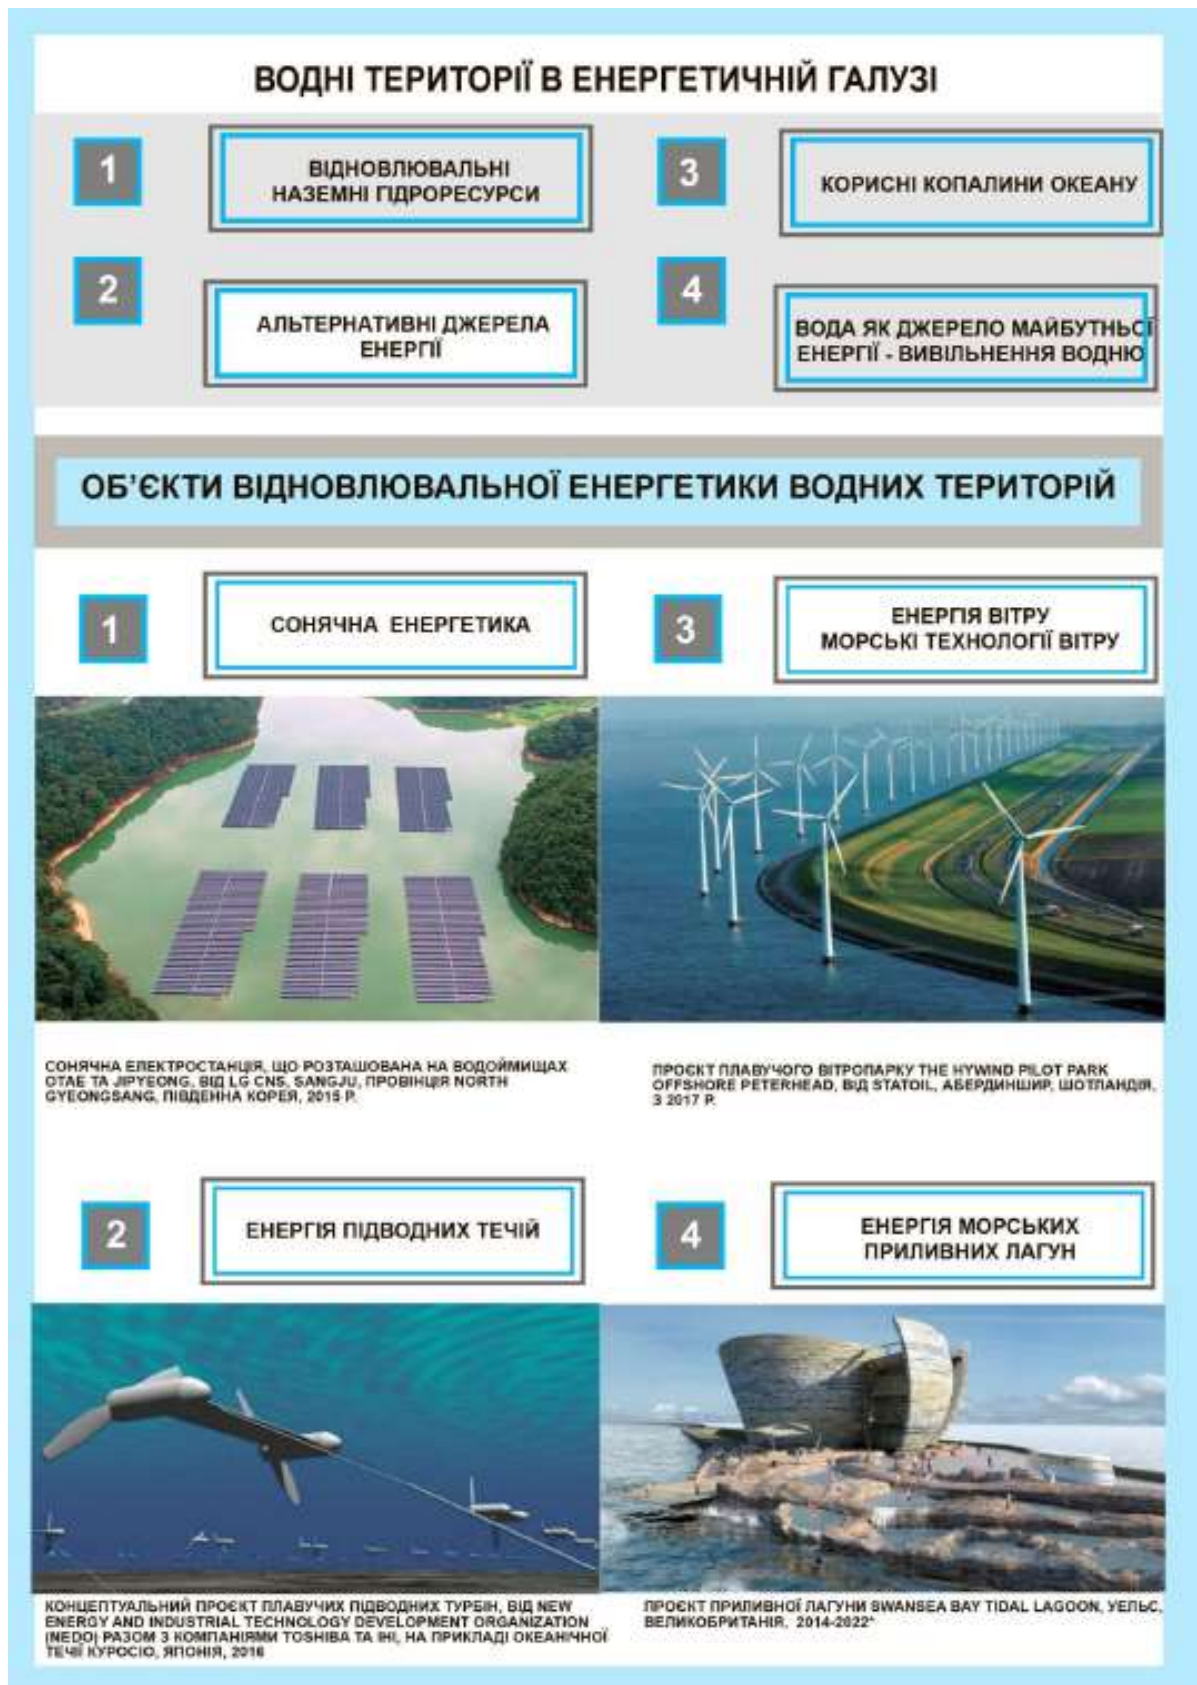 ВОДНІ ТЕРИТОРІЇ В ЕНЕРГЕТИЧНІЙ ГАЛУЗІ
1
ВІДНОВЛЮВАЛЬНІ
НАЗЕМНІ ГІДРОРЕСУРСИ
3
КОРИСНІ КОПАЛИНИ ОКЕАНУ
2
АЛЬТЕРНАТИВНІ ДЖЕРЕЛА
ЕНЕРГІЇ
4
ВОДА ЯК ДЖЕРЕЛО МАЙБУТНЬОЇ
ЕНЕРГІЇ - ВИВІЛЬНЕННЯ ВОДНЮ
ОБ'ЄКТИ ВІДНОВЛЮВАЛЬНОЇ ЕНЕРГЕТИКИ ВОДНИХ ТЕРИТОРІЙ
1
СОНЯЧНА ЕНЕРГЕТИКА
3
ЕНЕРГІЯ ВІТРУ
МОРСЬКІ ТЕХНОЛОГІЇ ВІТРУ
СОНЯЧНА ЕЛЕКТРОСТАНЦІЯ, ЩО РОЗТАШОВАНА НА ВОДОЙМИЩАХ
OTAE ТА JIPYEONG, ВІД LG CNS, SANGJU, ПРОВІНЦІЯ NORTH
GYEONGSANG, ПІВДЕННА КОРЕЯ, 2015 Р.
ПРОЄКТ ПЛАВУЧОГО ВІТРОПАРКУ THE HYWIND PILOT PARK
OFFSHORE PETERHEAD, ВІД STATOIL, АБЕРДИНШИР, ШОТЛАНДІЯ,
З 2017 Р.
2
ЕНЕРГІЯ ПІДВОДНИХ ТЕЧІЙ
4
ЕНЕРГІЯ МОРСЬКИХ
ПРИЛИВНИХ ЛАГУН
КОНЦЕПТУАЛЬНИЙ ПРОЄКТ ПЛАВУЧИХ ПІДВОДНИХ ТУРБІН, ВІД NEW
ENERGY AND INDUSTRIAL TECHNOLOGY DEVELOPMENT ORGANIZATION
(NEDO) РАЗОМ З КОМПАНІЯМИ TOSHIBA ТА IHI, НА ПРИКЛАДІ ОКЕАНІЧНОЇ
ТЕЧІЇ КУРОСІО, ЯПОНІЯ, 2016
ПРОЄКТ ПРИЛИВНОЇ ЛАГУНИ SWANSEA BAY TIDAL LAGOON, УЕЛЬС,
ВЕЛИКОБРИТАНІЯ, 2014-2022*